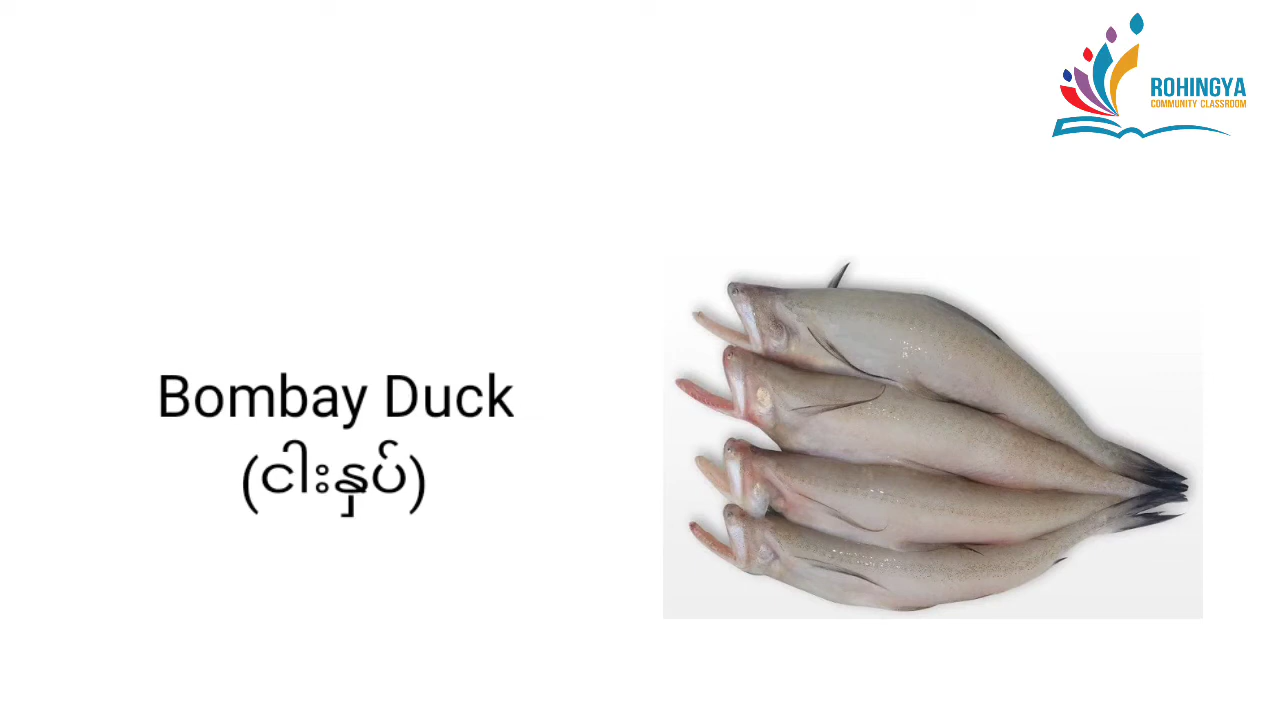 ROHINGYA
COMMUNITY CLASSROOM
Bombay Duck
(ငါးနှပ်)